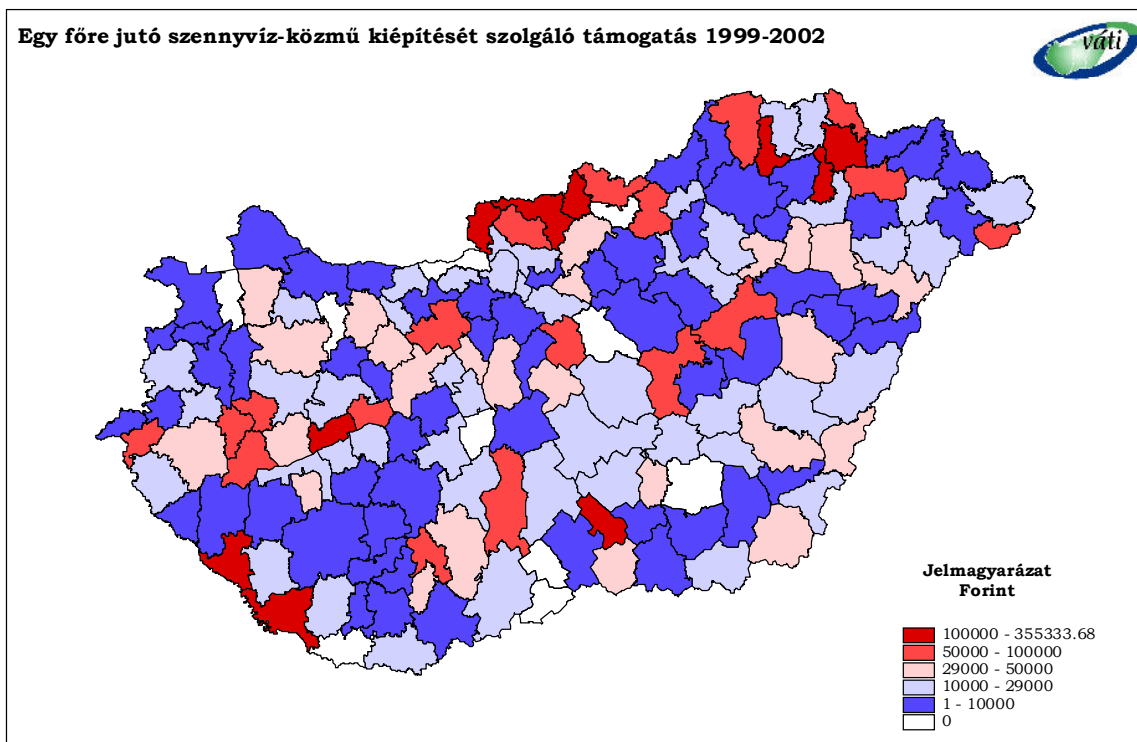 Egy főre jutó szennyvíz-közmű kiépítését szolgáló támogatás 1999-2002
váti
Jelmagyarázat
Forint
100000 - 355333.68
50000 - 100000
29000 - 50000
10000 - 29000
1 - 10000
0